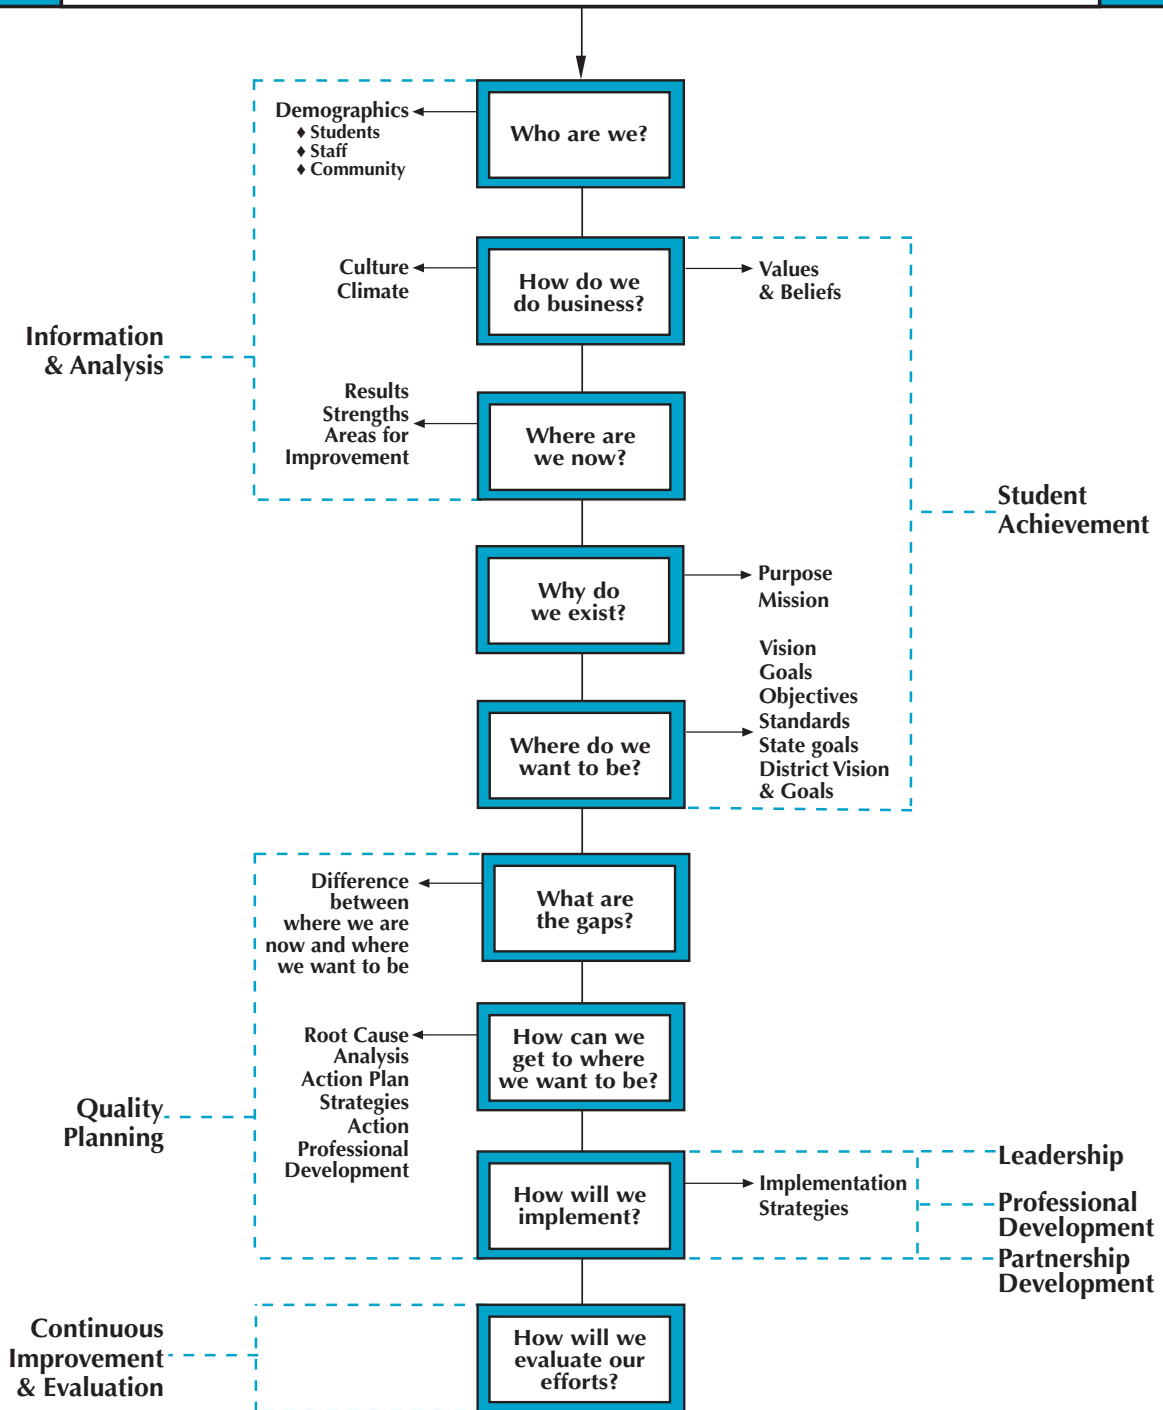 Demographics
♦ Students
♦ Staff
♦ Community
Who are we?
Culture
Climate
How do we
do business?
Values
& Beliefs
Information
& Analysis
Results
Strengths
Areas for
Improvement
Where are
we now?
Student
Achievement
Why do
we exist?
Purpose
Mission
Where do we
want to be?
Vision
Goals
Objectives
Standards
State goals
District Vision
& Goals
Difference
between
where we are
now and where
we want to be
What are
the gaps?
Quality
Planning
Root Cause
Analysis
Action Plan
Strategies
Action
Professional
Development
How can we
get to where
we want to be?
How will we
implement?
Implementation
Strategies
Leadership
Professional
Development
Partnership
Development
Continuous
Improvement
& Evaluation
How will we
evaluate our
efforts?